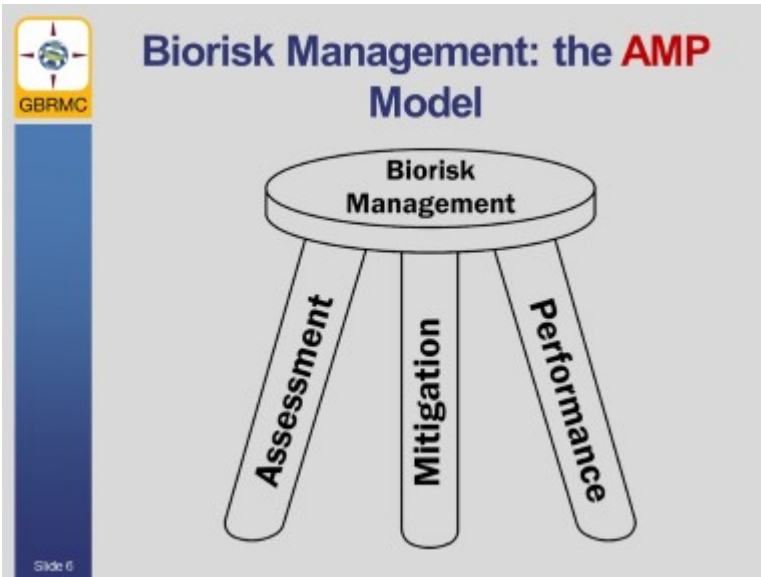 GBRMC
Biorisk Management: the AMP
Model
Biorisk
Management
Assessment
Mitigation
Performance
Slide 6